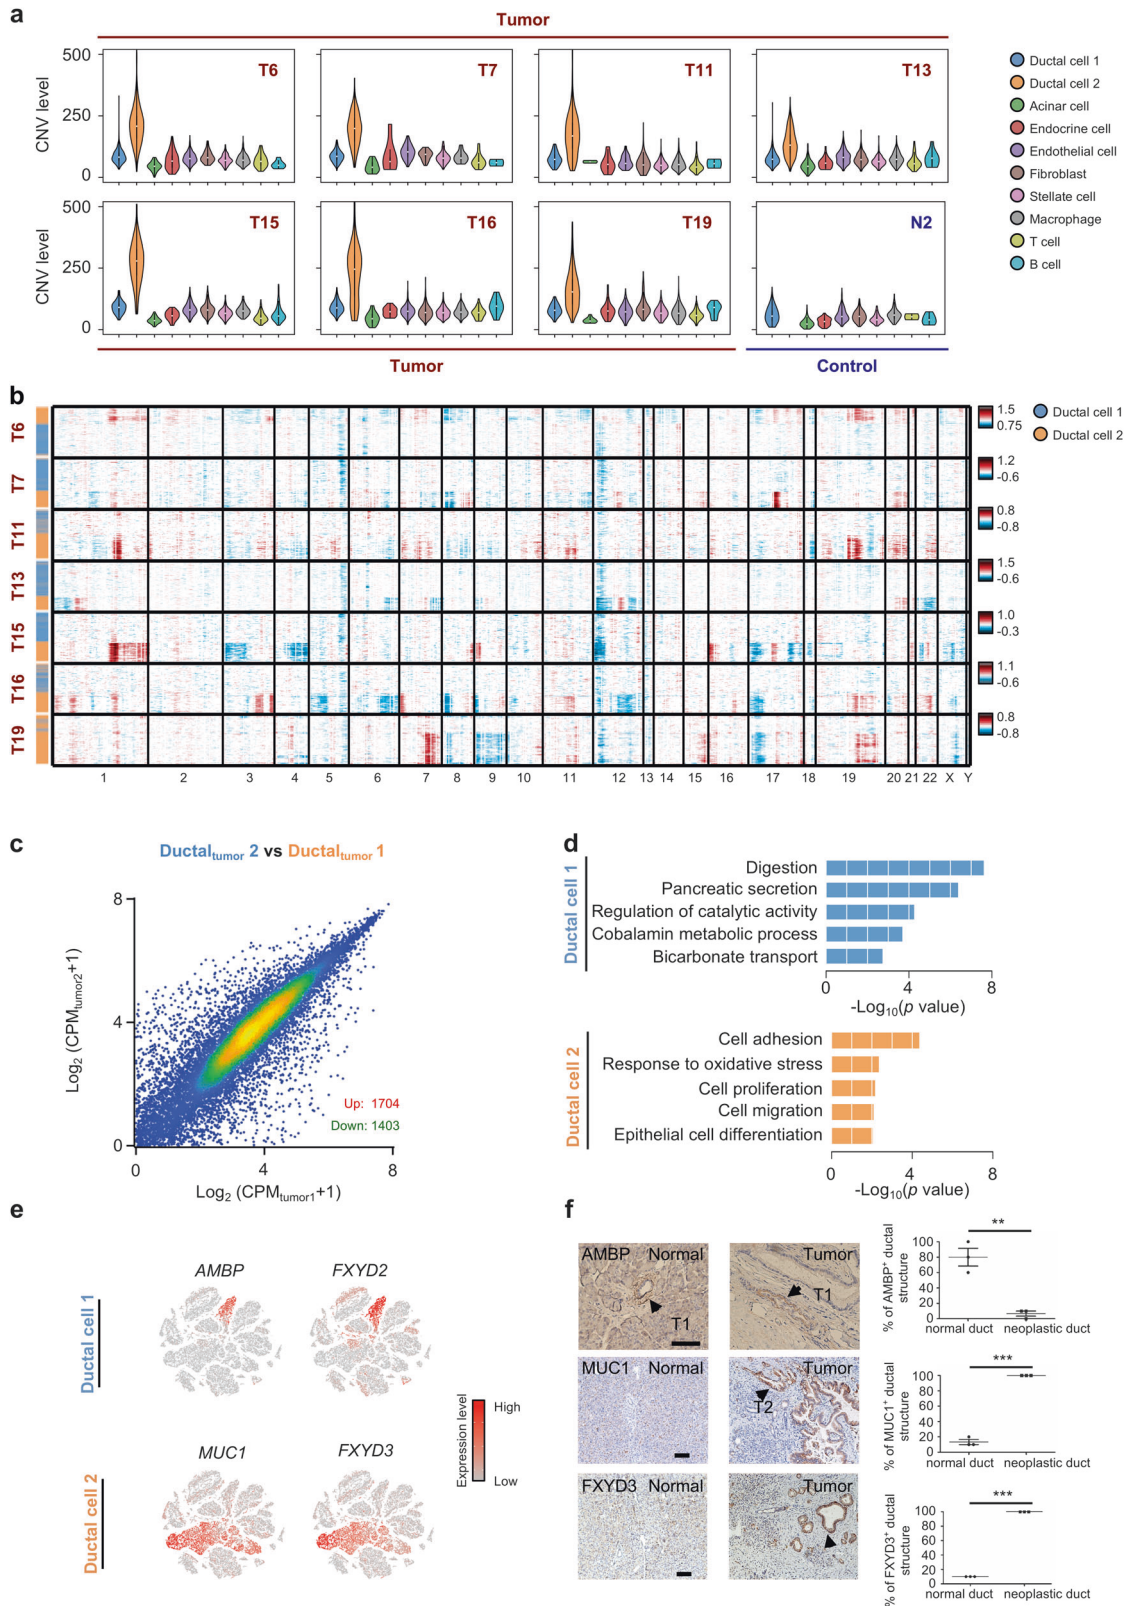 a
Tumor
500
250
0
CNV level
T6
T7
T11
T13
500
250
0
CNV level
T15
T16
T19
N2
Tumor
Control
Ductal cell 1
Ductal cell 2
Acinar cell
Endocrine cell
Endothelial cell
Fibroblast
Stellate cell
Macrophage
T cell
B cell
b
T6
T7
T11
T13
T15
T16
T19
1 2 3 4 5 6 7 8 9 10 11 12 13 14 15 16 17 18 19 20 21 22 X Y
1.5
0.75
1.2
-0.6
0.8
-0.8
1.5
-0.6
1.0
-0.3
1.1
-0.6
0.8
-0.8
Ductal cell 1
Ductal cell 2
c
Ductaltumor 2 vs Ductaltumor 1
8
4
0
Log2 (CPMtumor2+1)
Up: 1704
Down: 1403
0 4 8
Log2 (CPMtumor1+1)
d
Ductal cell 1
Digestion
Pancreatic secretion
Regulation of catalytic activity
Cobalamin metabolic process
Bicarbonate transport
0 4 8
-Log10(p value)
Ductal cell 2
Cell adhesion
Response to oxidative stress
Cell proliferation
Cell migration
Epithelial cell differentiation
0 4 8
-Log10(p value)
e
Ductal cell 1
AMBP
FXYD2
Ductal cell 2
MUC1
FXYD3
Expression level
High
Low
f
AMBP Normal
T1
Tumor
T1
MUC1 Normal
Tumor
T2
FXYD3 Normal
Tumor
% of AMBP+ ductal
structure
**
100
80
60
40
20
0
normal duct neoplastic duct
% of MUC1+ ductal
structure
***
100
80
60
40
20
0
normal duct neoplastic duct
% of FXYD3+ ductal
structure
***
100
80
60
40
20
0
normal duct neoplastic duct